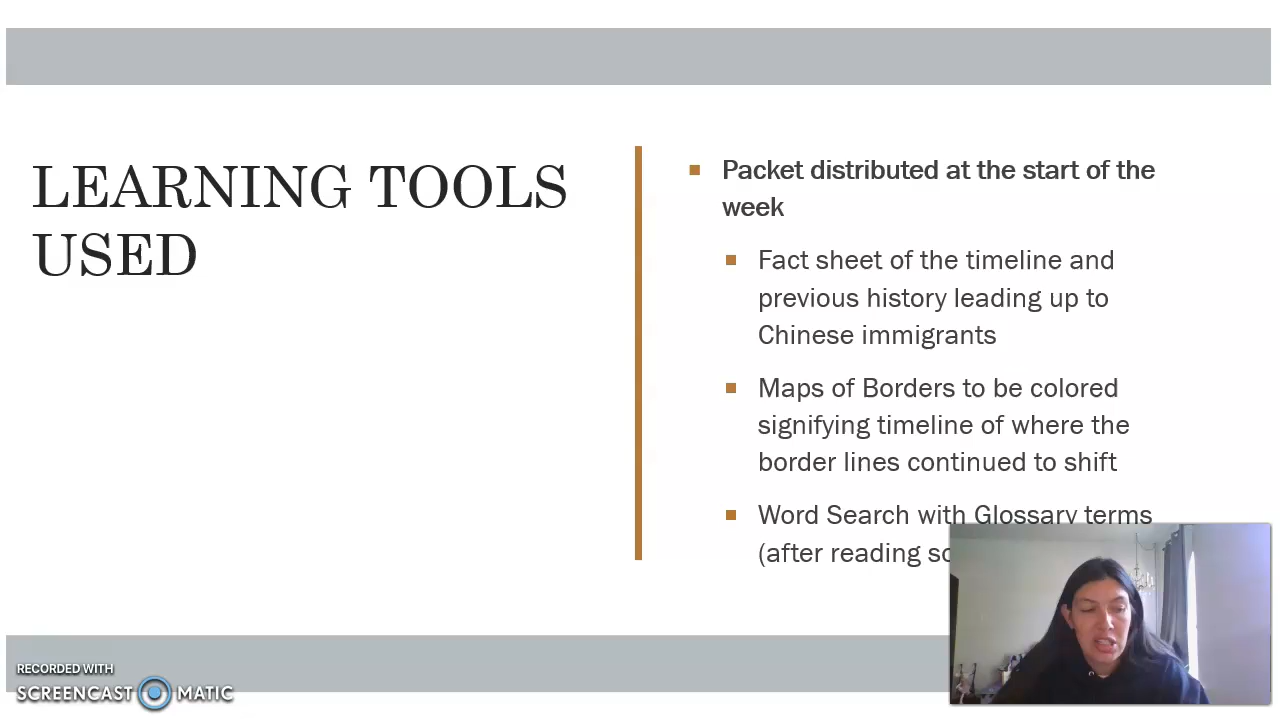 LEARNING TOOLS
USED
Packet distributed at the start of the
week
Fact sheet of the timeline and
previous history leading up to
Chinese immigrants
Maps of Borders to be colored
signifying timeline of where the
border lines continued to shift
Word Search with Glossary terms
(after reading
RECORDED WITH
SCREENCAST MATIC